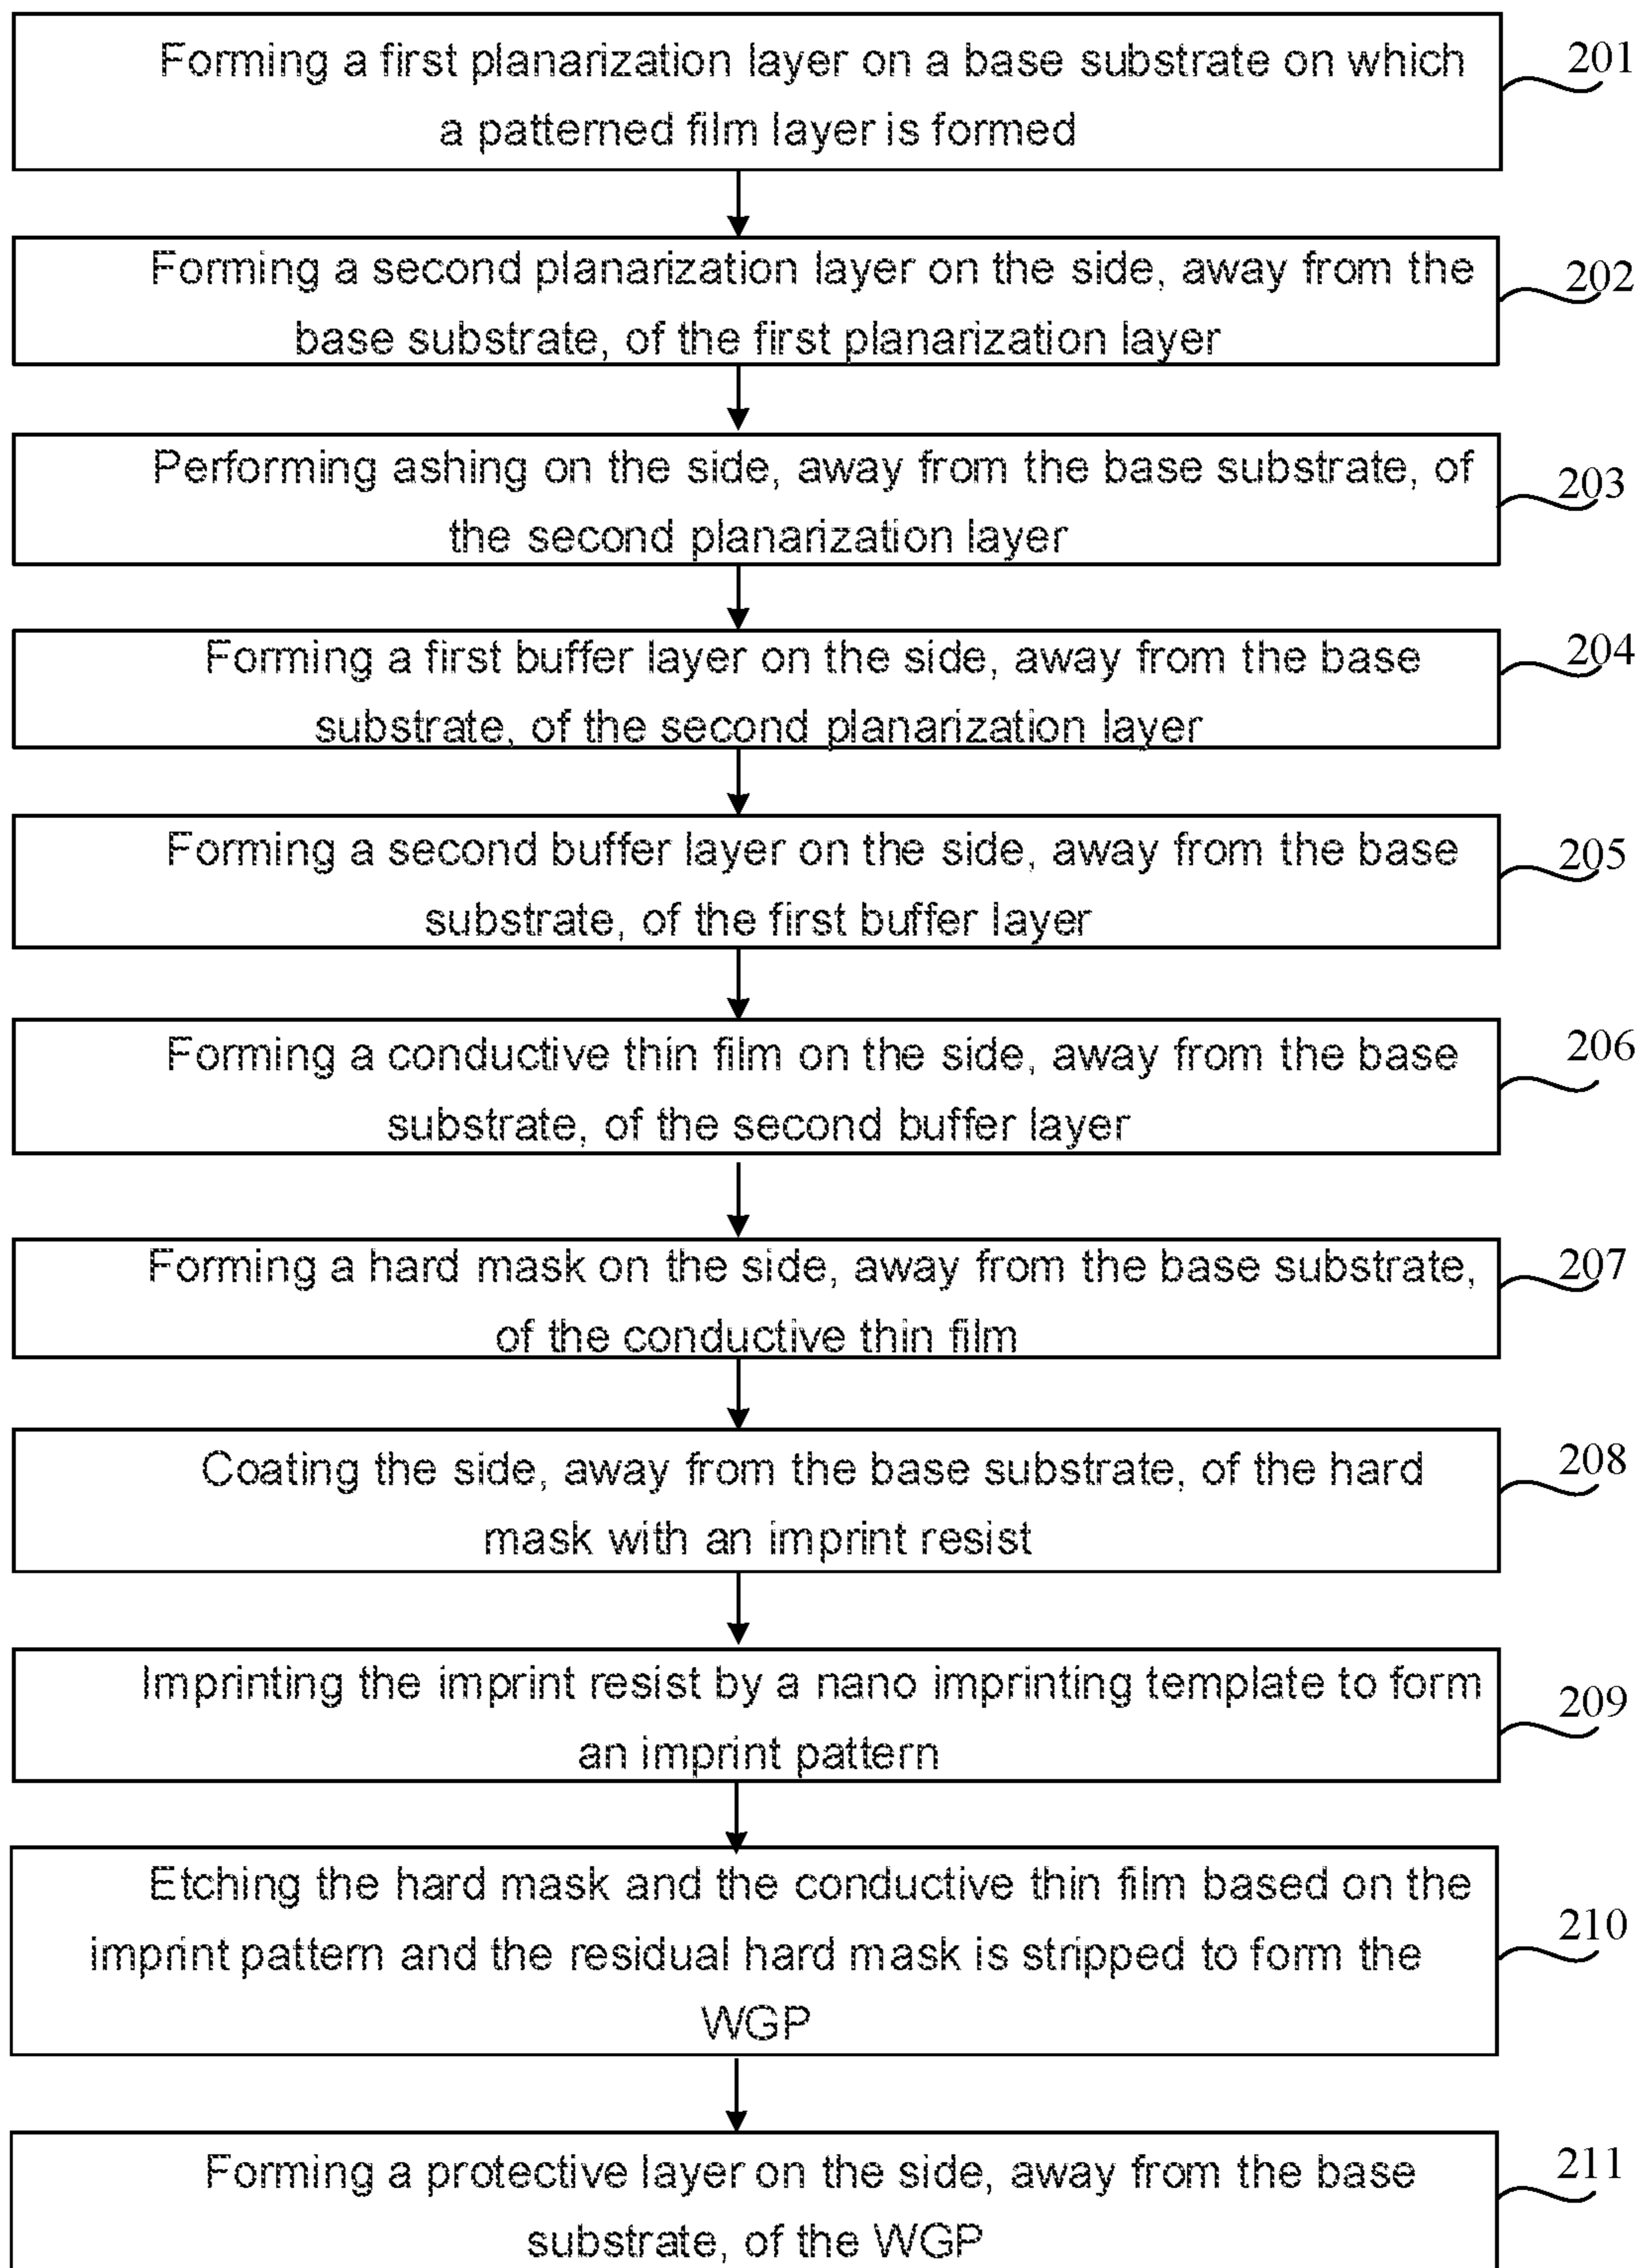 Forming a first planarization layer on a base substrate on which
a patterned film layer is formed
201
Forming a second planarization layer on the side, away from the
base substrate, of the first planarization layer
202
Performing ashing on the side, away from the base substrate, of
the second planarization layer
203
Forming a first buffer layer on the side, away from the base
substrate, of the second planarization layer
204
Forming a second buffer layer on the side, away from the base
substrate, of the first buffer layer
205
Forming a conductive thin film on the side, away from the base
substrate, of the second buffer layer
206
Forming a hard mask on the side, away from the base substrate,
of the conductive thin film
207
Coating the side, away from the base substrate, of the hard
mask with an imprint resist
208
Imprinting the imprint resist by a nano imprinting template to form
an imprint pattern
209
Etching the hard mask and the conductive thin film based on the
imprint pattern and the residual hard mask is stripped to form the
WGP
210
Forming a protective layer on the side, away from the base
substrate, of the WGP
211